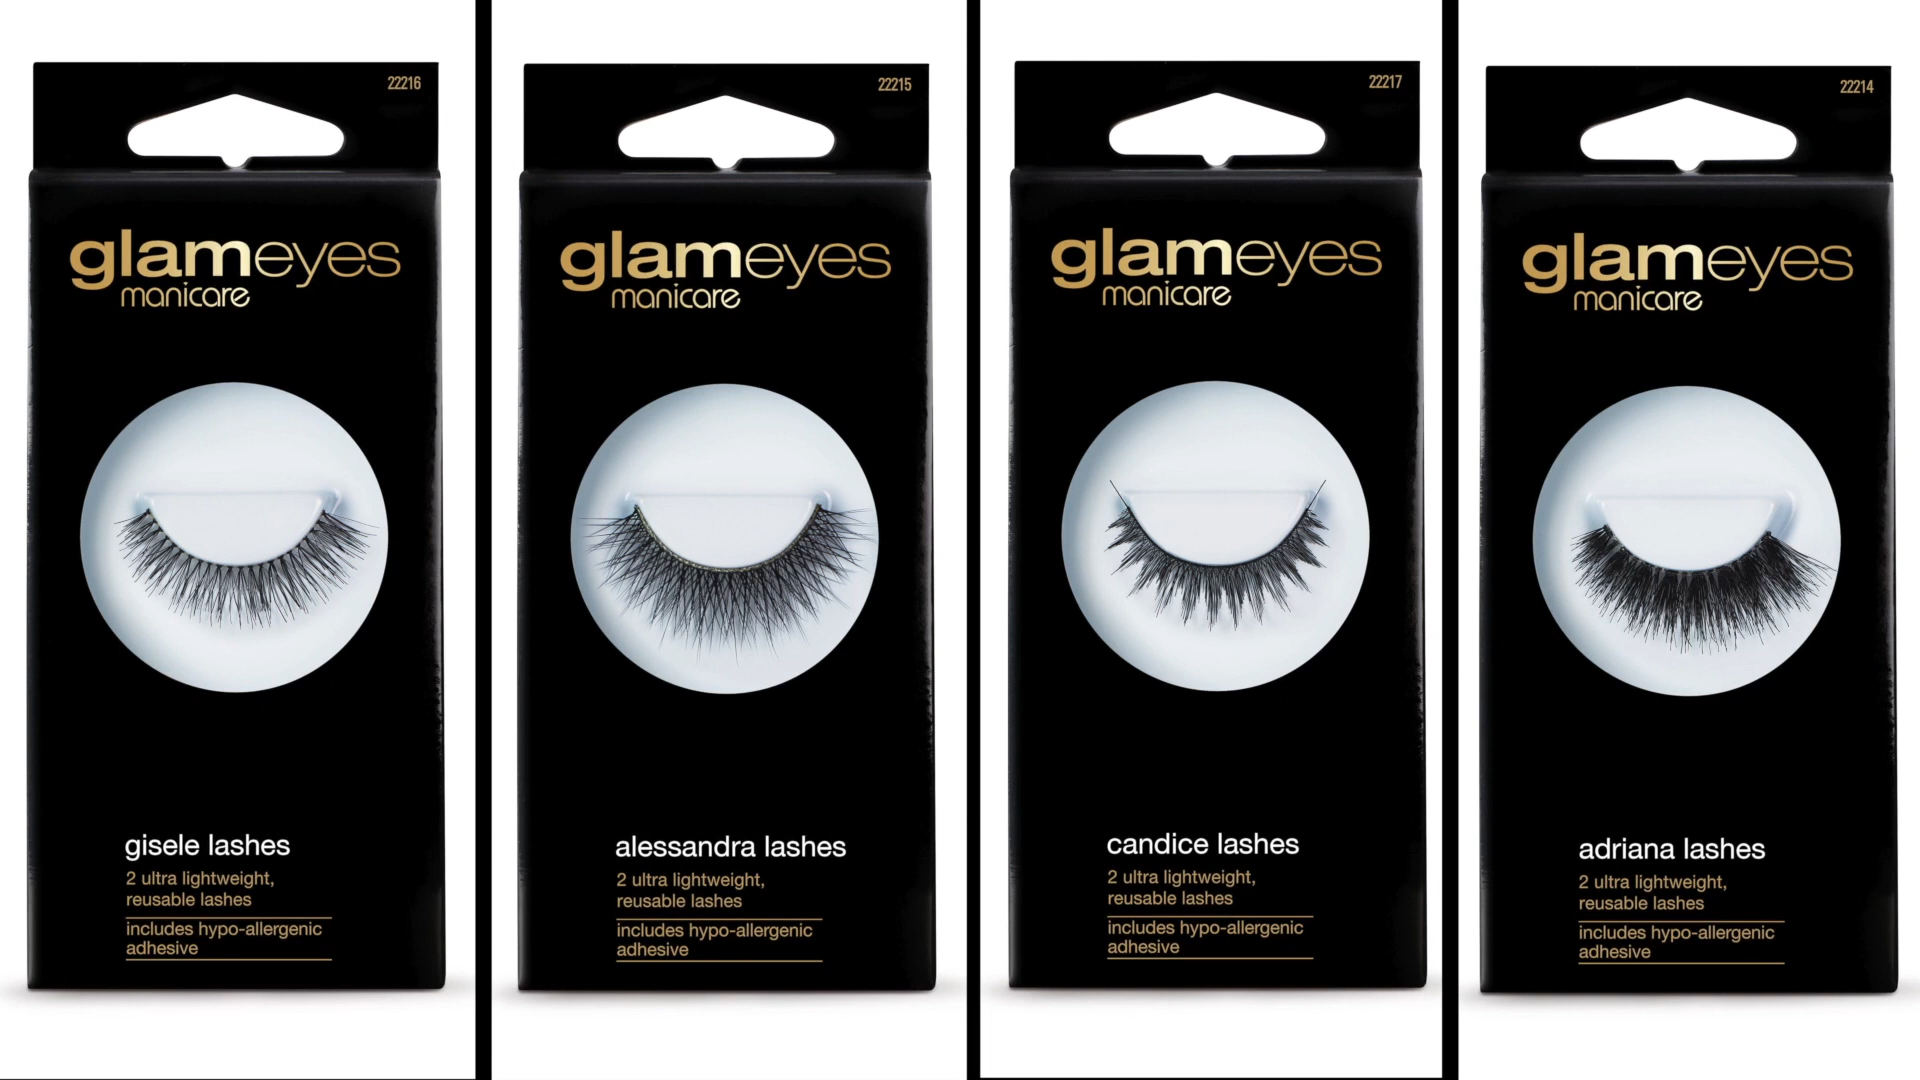 22216
glameyes
manicare
gisele lashes
2 ultra lightweight,
reusable lashes
includes hypo-allergenic
adhesive
22215
glameyes
manicare
alessandra lashes
2 ultra lightweight,
reusable lashes
includes hypo-allergenic
adhesive
22217
glameyes
manicare
candice lashes
2 ultra lightweight,
reusable lashes
includes hypo-allergenic
adhesive
22214
glameyes
manicare
adriana lashes
2 ultra lightweight,
reusable lashes
includes hypo-allergenic
adhesive